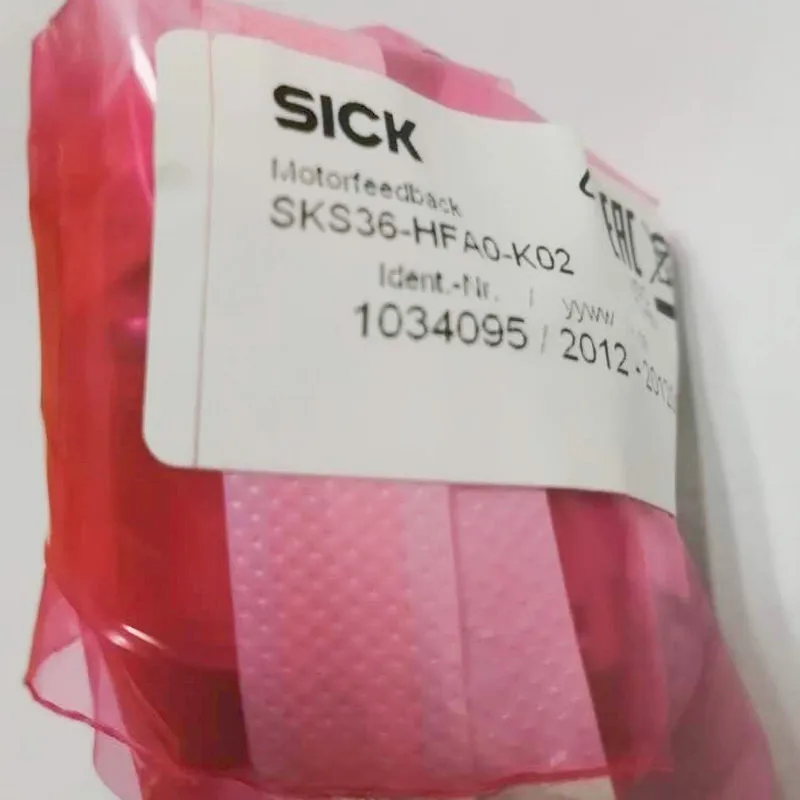 SICK
Motorfeedback
EAC
SKS36-HFA0-K02
Ident.-Nr. / yyww
1034095 / 2012 -